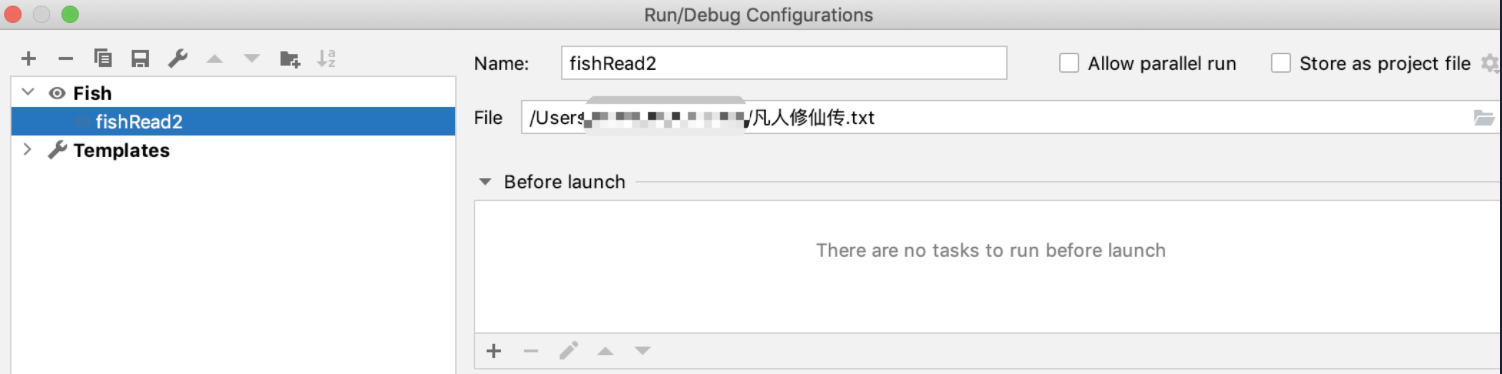 Run/Debug Configurations
Name: fishRead2 Allow parallel run Store as project file
Fish
fishRead2
File /Users /凡人修仙传.txt
Templates
Before launch
There are no tasks to run before launch